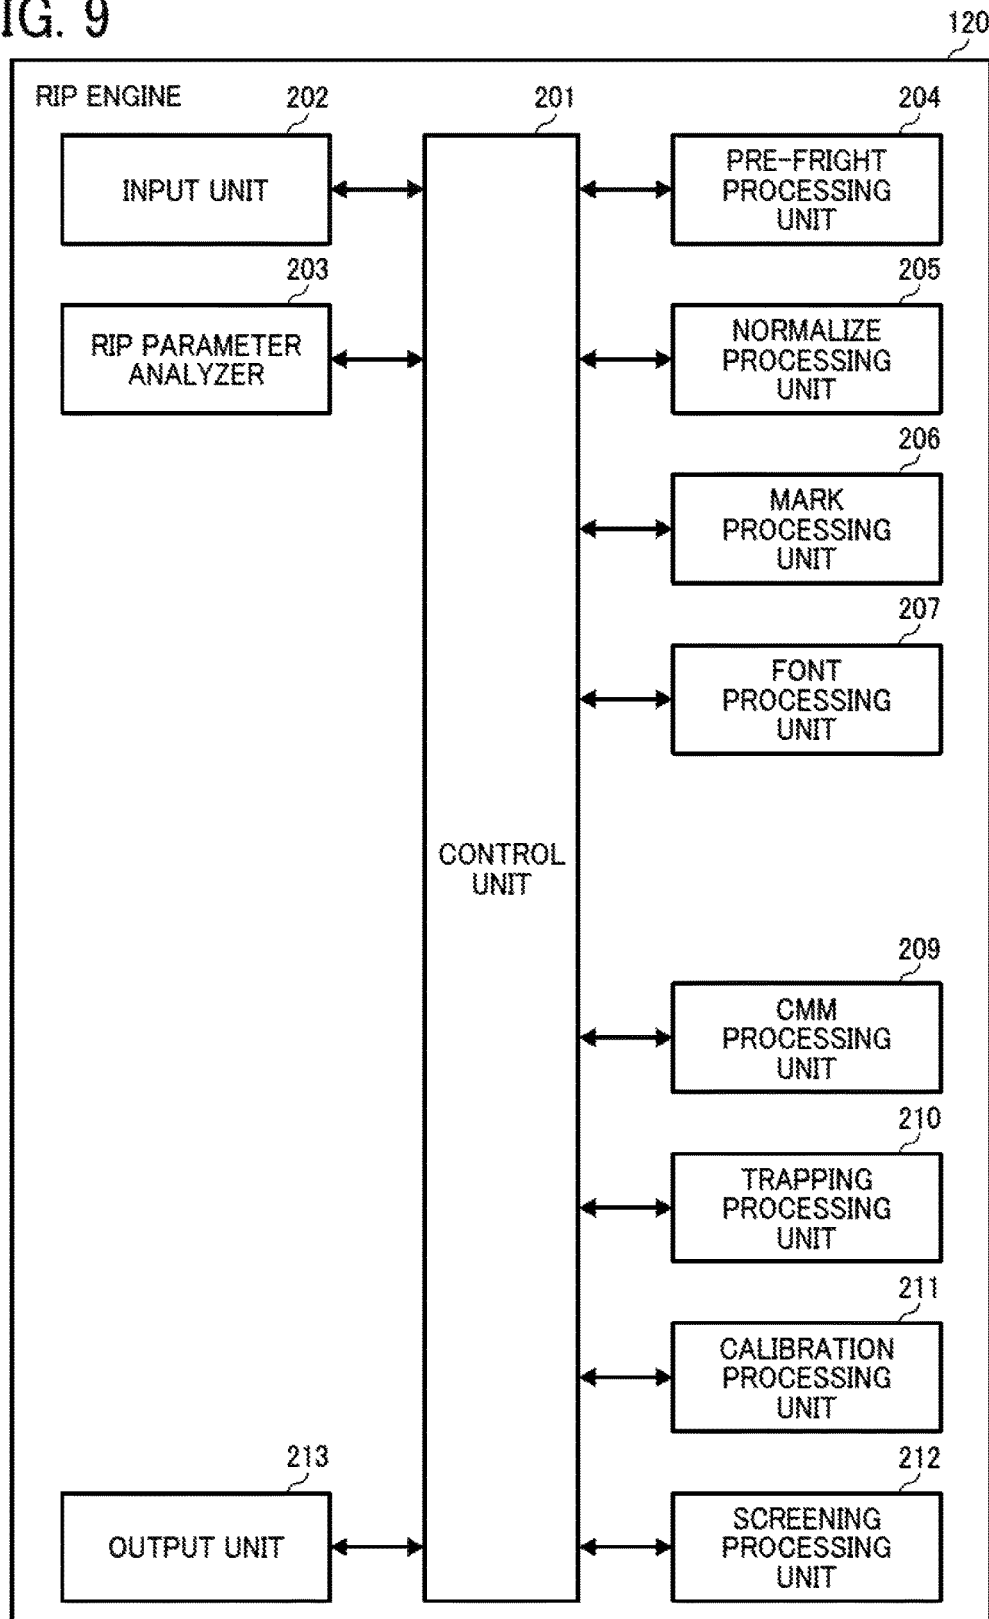 IG. 9
120
RIP ENGINE
202
INPUT UNIT
203
RIP PARAMETER
ANALYZER
201
CONTROL
UNIT
204
PRE-FRIGHT
PROCESSING
UNIT
205
NORMALIZE
PROCESSING
UNIT
206
MARK
PROCESSING
UNIT
207
FONT
PROCESSING
UNIT
209
CMM
PROCESSING
UNIT
210
TRAPPING
PROCESSING
UNIT
211
CALIBRATION
PROCESSING
UNIT
213
OUTPUT UNIT
212
SCREENING
PROCESSING
UNIT